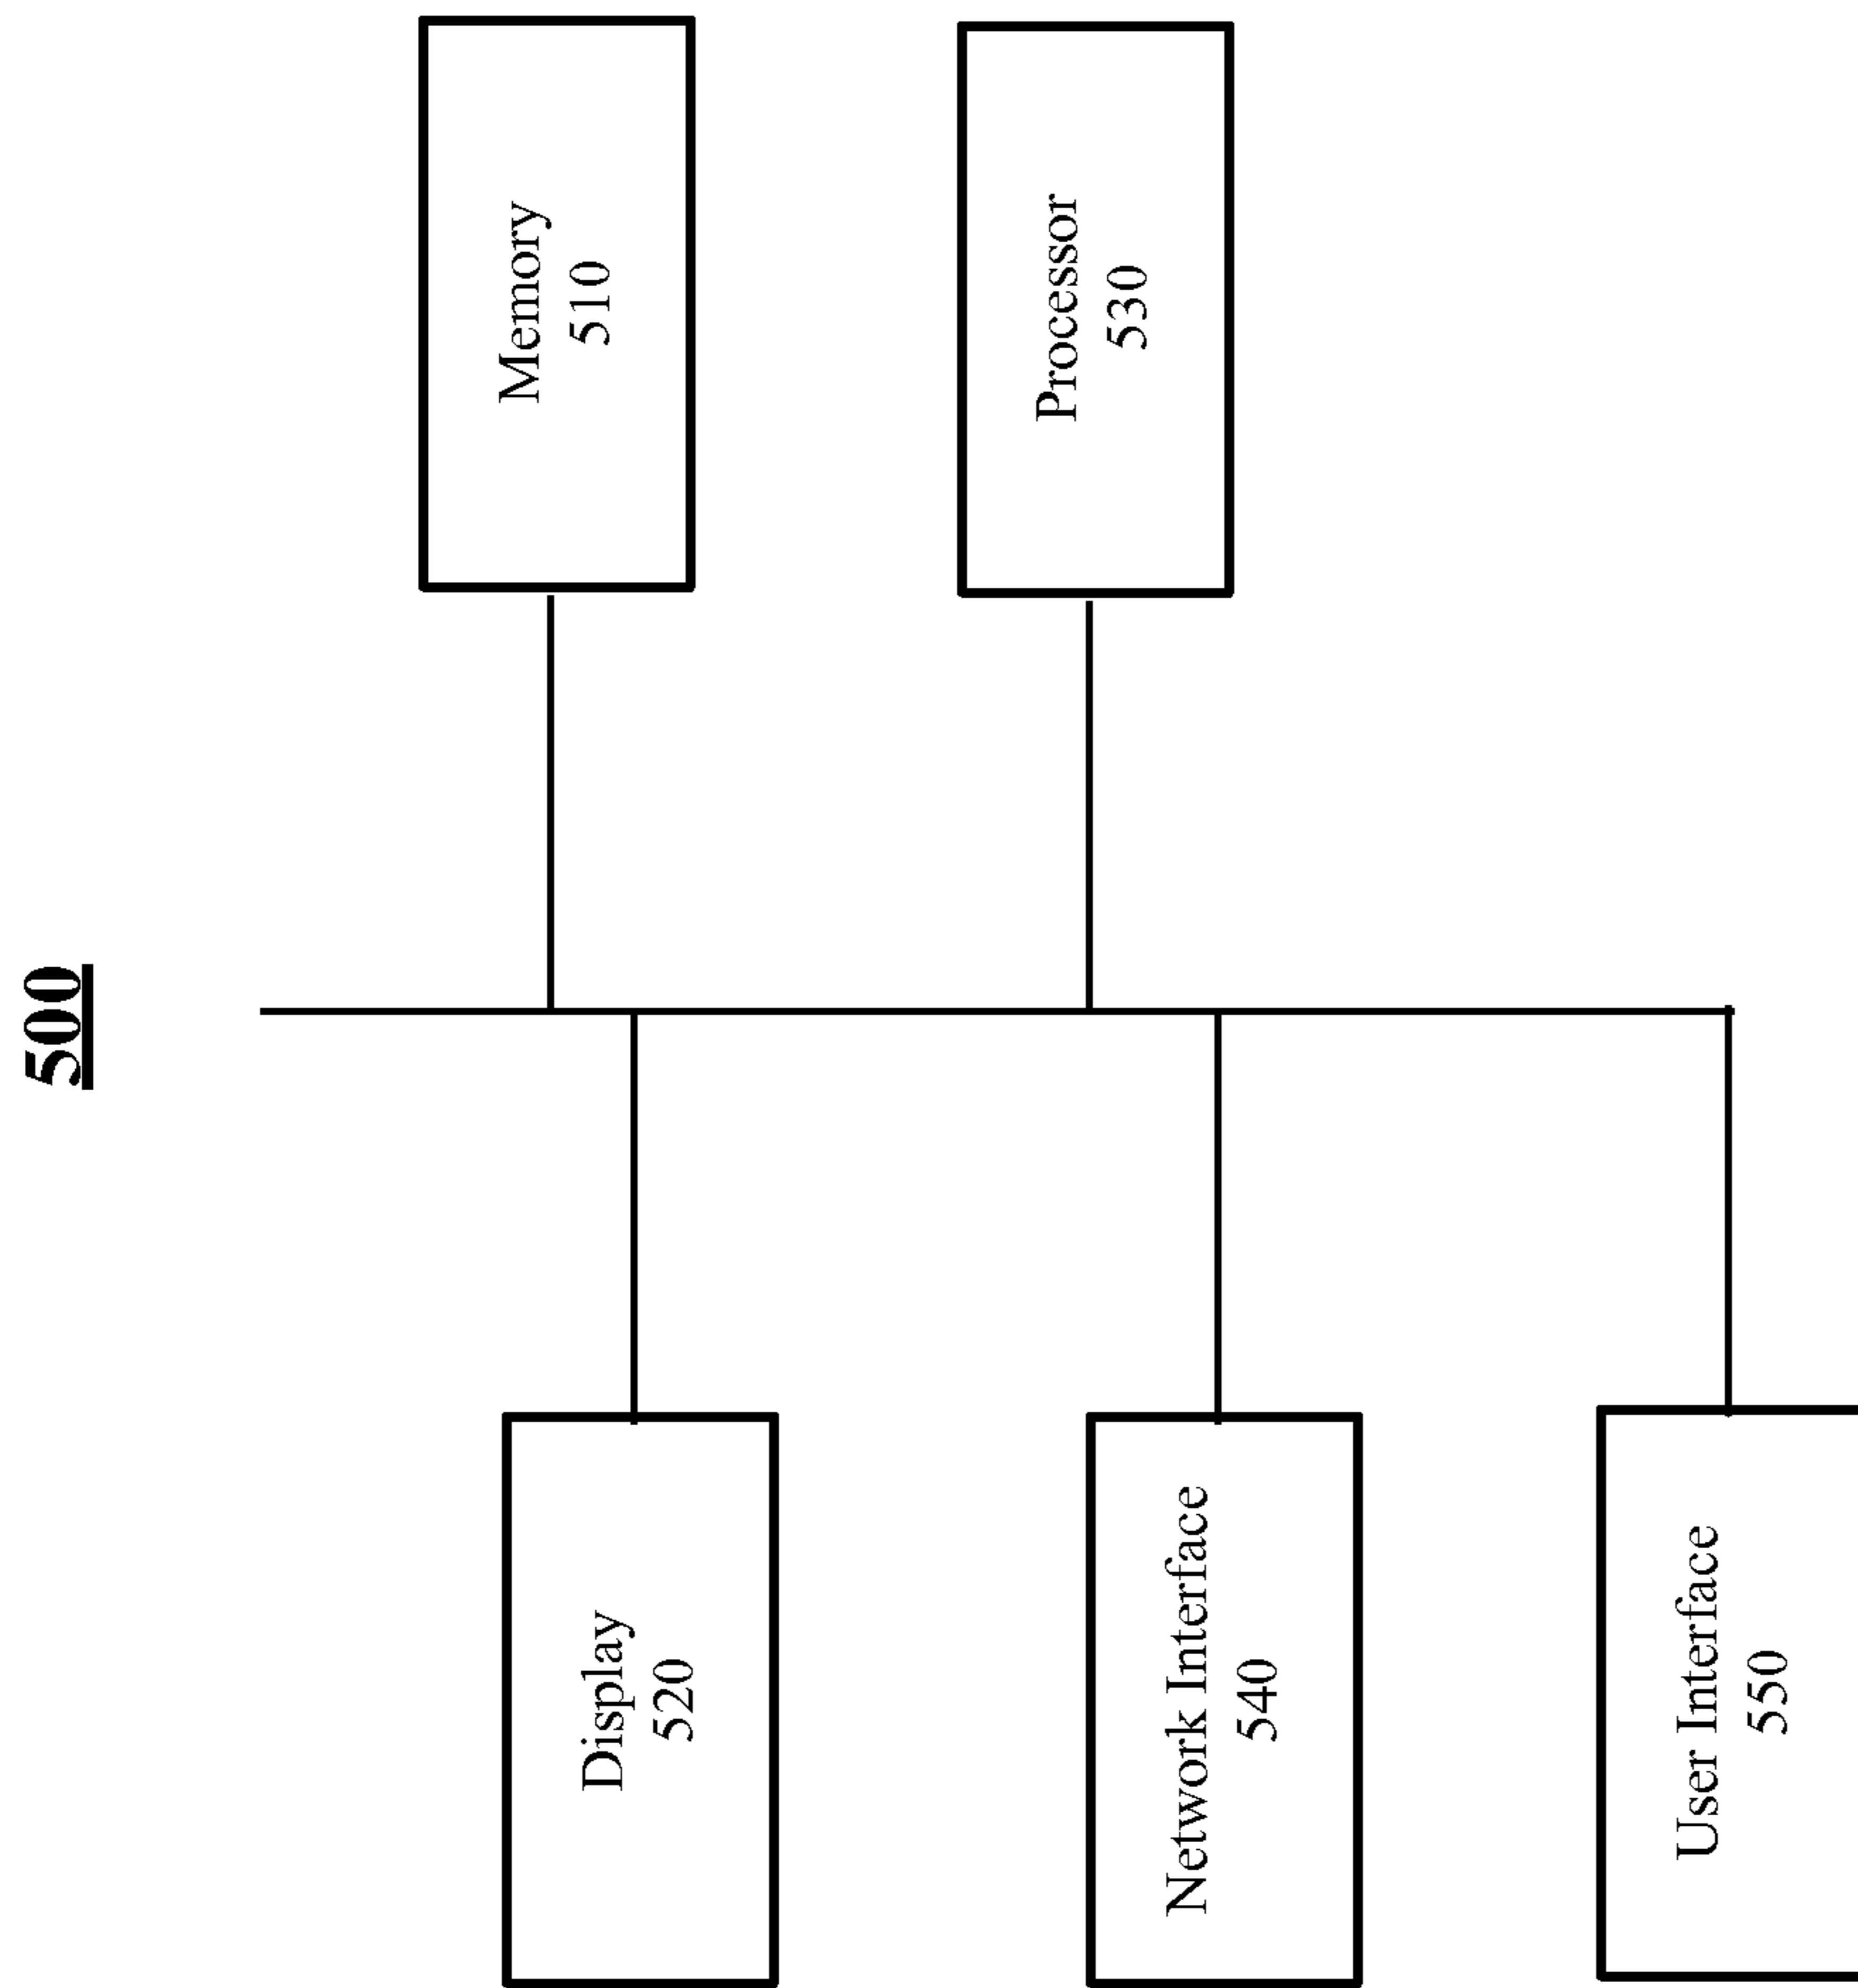 500
Display
520
Memory
510
Processor
530
Network Interface
540
User Interface
550